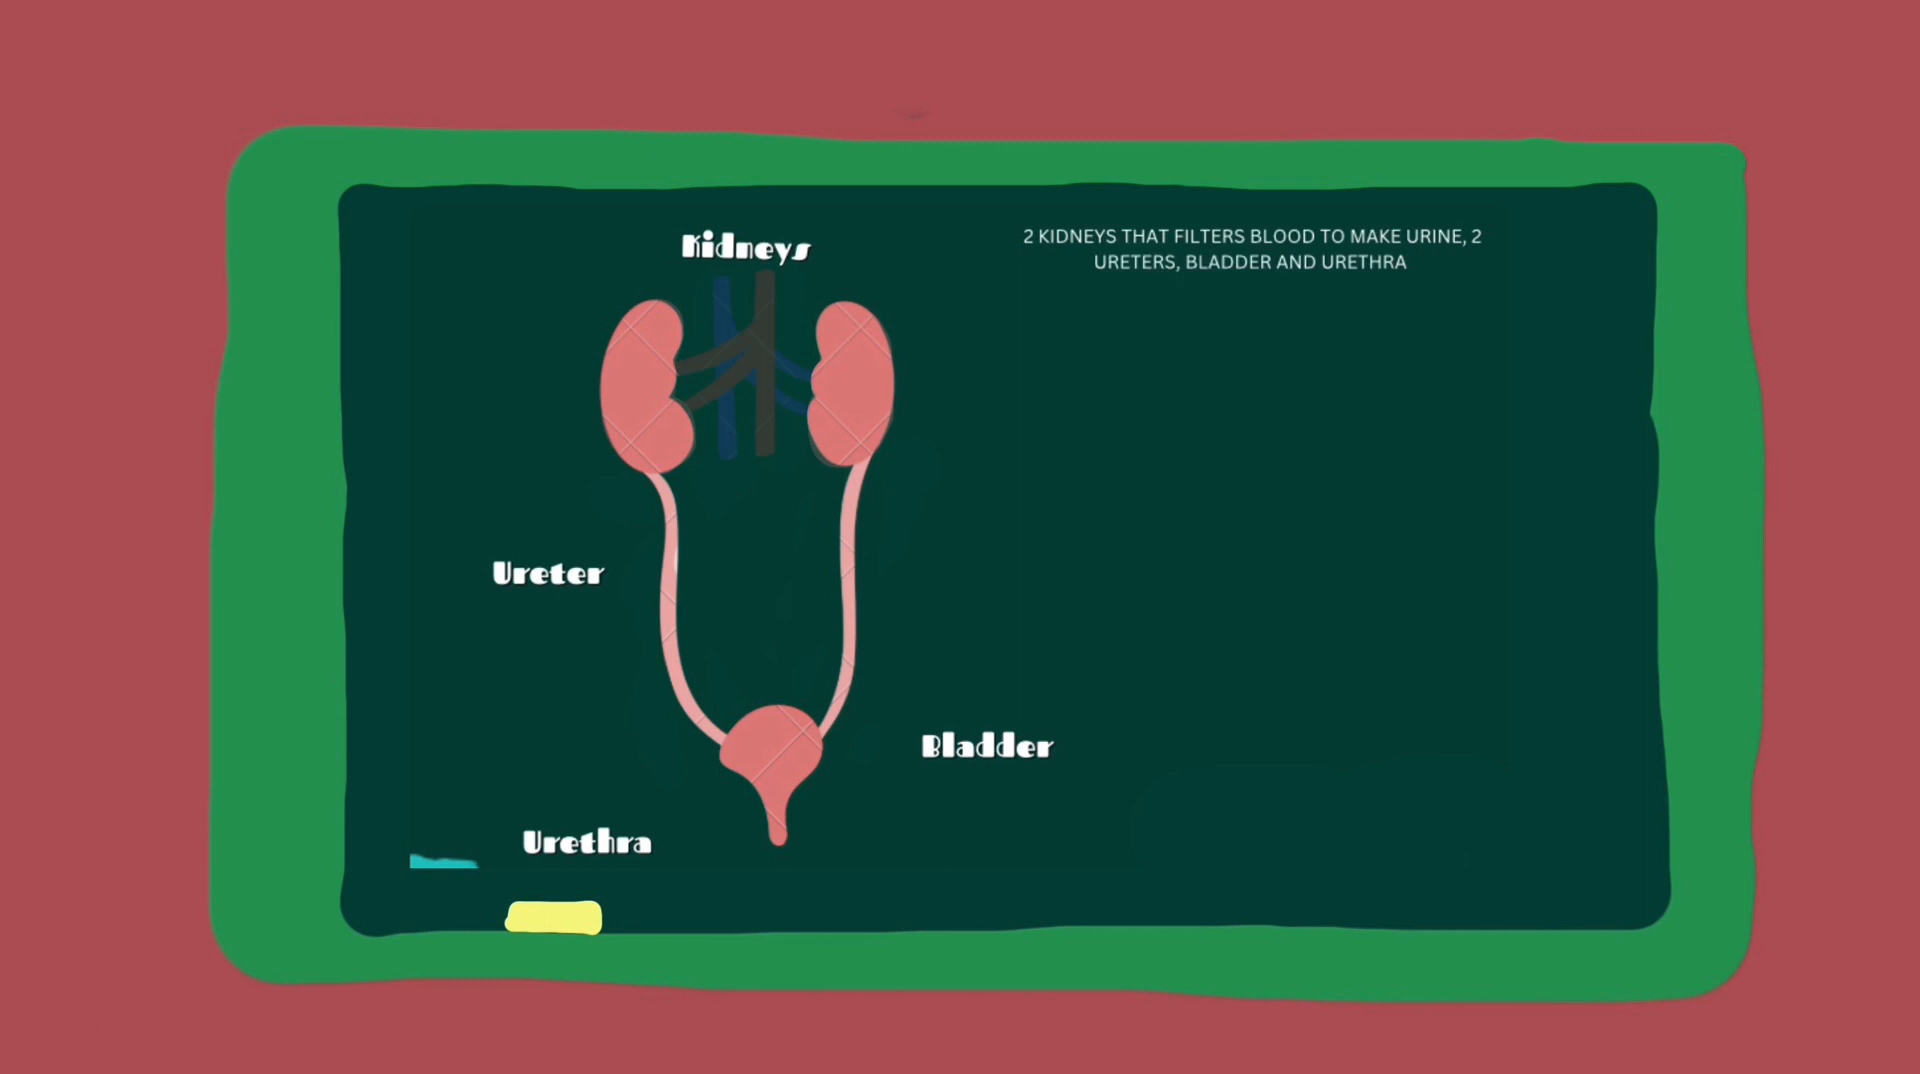 Kidneys
2 KIDNEYS THAT FILTERS BLOOD TO MAKE URINE, 2
URETERS, BLADDER AND URETHRA
Ureter
Bladder
Urethra